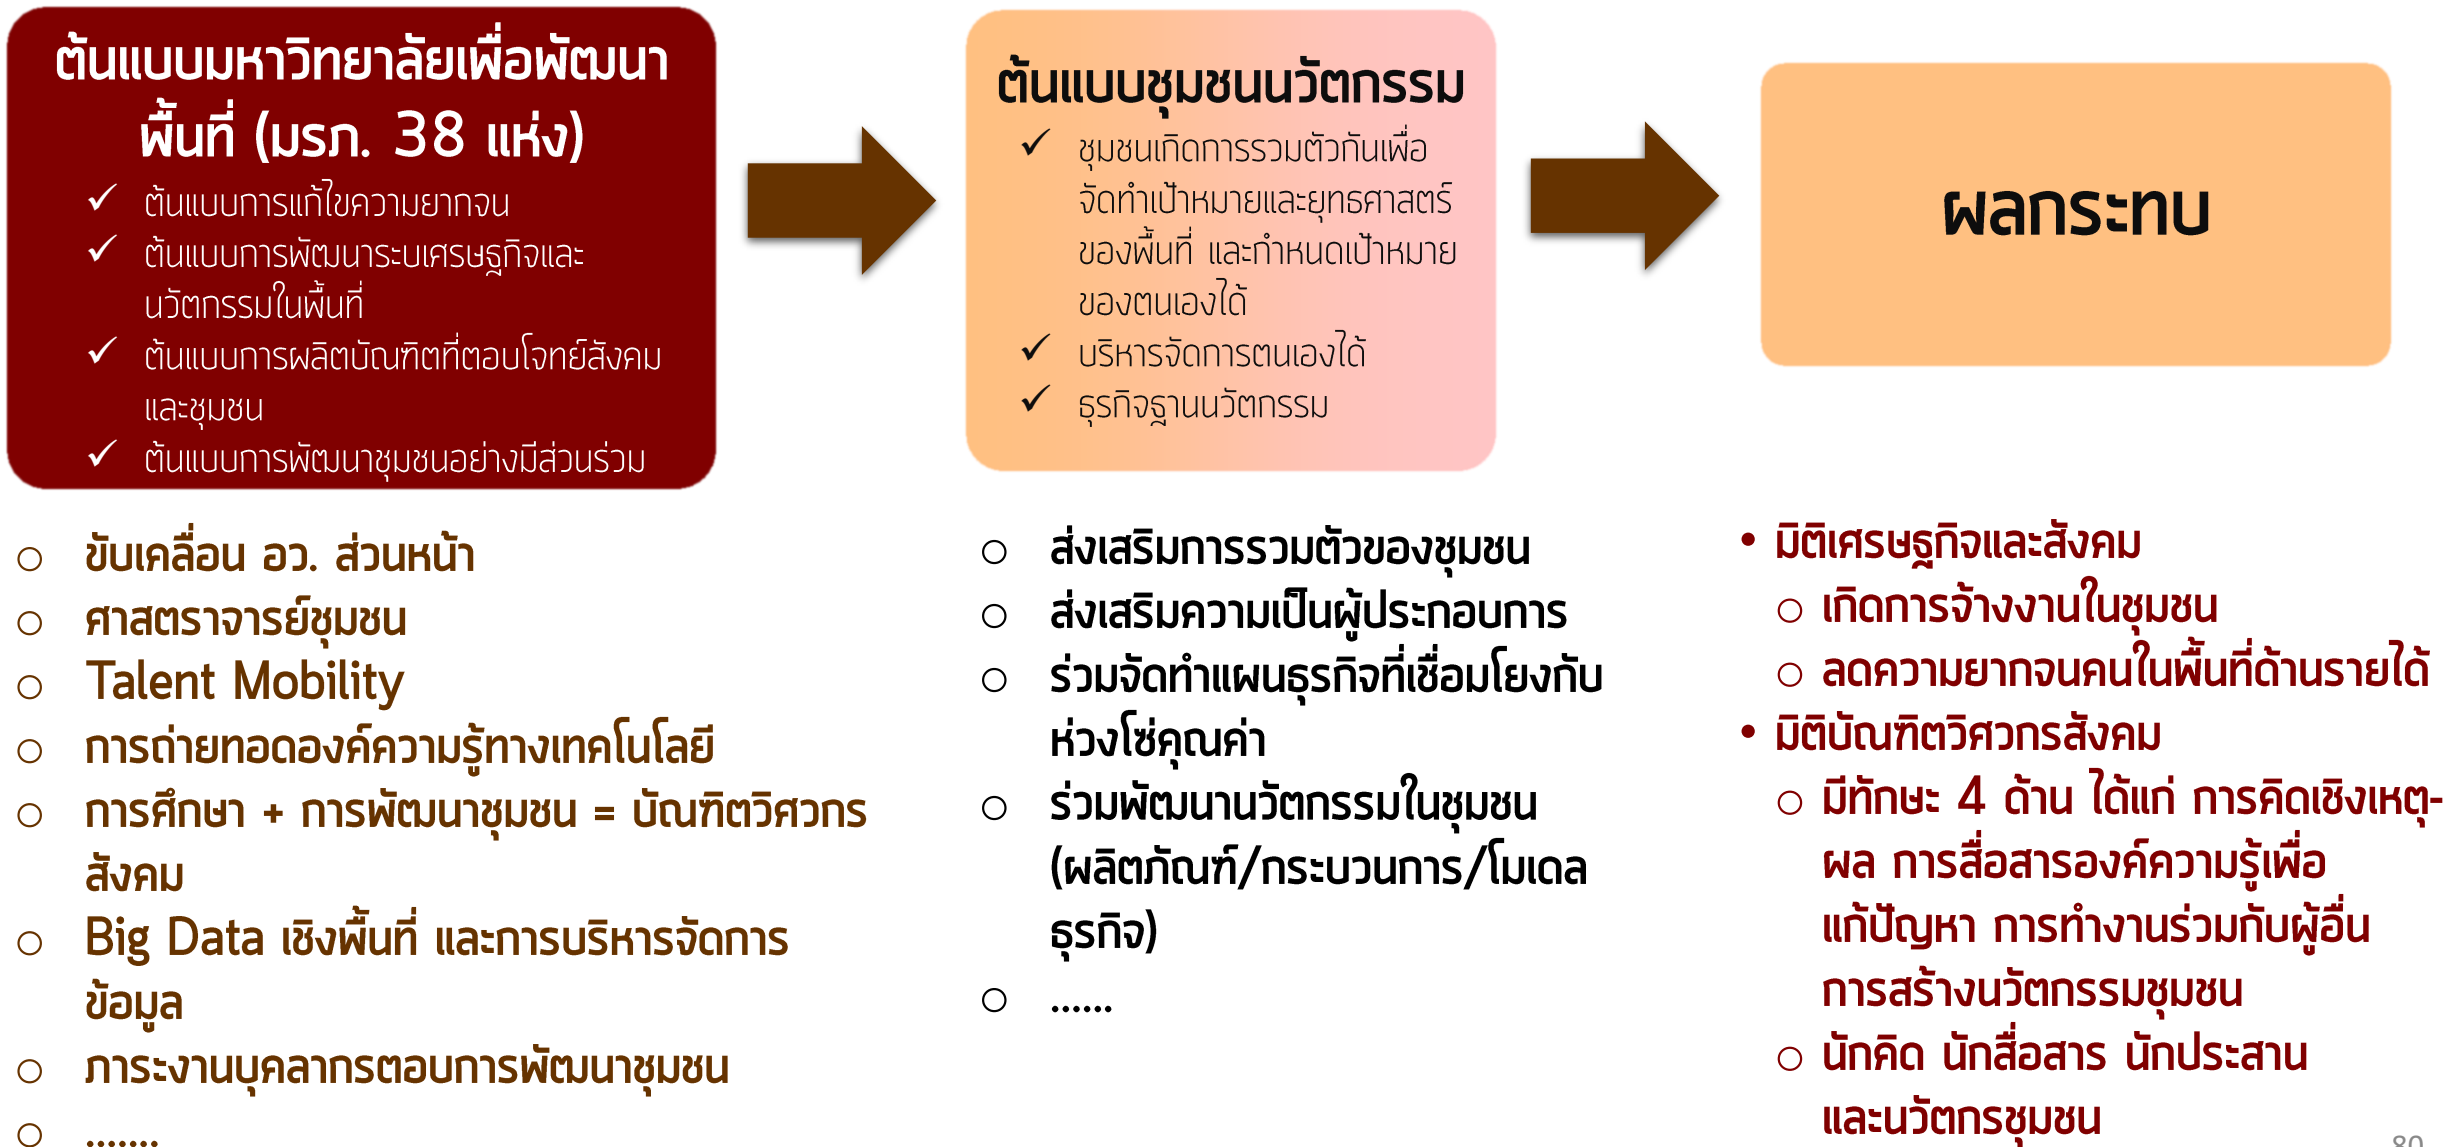 ต้นแบบมหาวิทยาลัยเพื่อพัฒนา
พื้นที่ (มรภ. 38 แห่ง)
✓ ต้นแบบการแก้ไขความยากจน
✓ ต้นแบบการพัฒนาระบเศรษฐกิจและ
นวัตกรรมในพื้นที่
✓ ต้นแบบการผลิตบัณฑิตที่ตอบโจทย์สังคม
และชุมชน
✓ ต้นแบบการพัฒนาชุมชนอย่างมีส่วนร่วม
o ขับเคลื่อน อว. ส่วนหน้า
o ศาสตราจารย์ชุมชน
o Talent Mobility
o การถ่ายทอดองค์ความรู้ทางเทคโนโลยี
o การศึกษา + การพัฒนาชุมชน = บัณฑิตวิศวกร
สังคม
o Big Data เชิงพื้นที่ และการบริหารจัดการ
ข้อมูล
o ภาระงานบุคลากรตอบการพัฒนาชุมชน
o .......
ต้นแบบชุมชนนวัตกรรม
✓ ชุมชนเกิดการรวมตัวกันเพื่อ
จัดทำเป้าหมายและยุทธศาสตร์
ของพื้นที่ และกำหนดเป้าหมาย
ของตนเองได้
✓ บริหารจัดการตนเองได้
✓ ธุรกิจฐานนวัตกรรม
o ส่งเสริมการรวมตัวของชุมชน
o ส่งเสริมความเป็นผู้ประกอบการ
o ร่วมจัดทำแผนธุรกิจที่เชื่อมโยงกับ
ห่วงโซ่คุณค่า
o ร่วมพัฒนานวัตกรรมในชุมชน
(ผลิตภัณฑ์/กระบวนการ/โมเดล
ธุรกิจ)
o ......
ผลกระทบ
• มิติเศรษฐกิจและสังคม
o เกิดการจ้างงานในชุมชน
o ลดความยากจนคนในพื้นที่ด้านรายได้
• มิติบัณฑิตวิศวกรสังคม
o มีทักษะ 4 ด้าน ได้แก่ การคิดเชิงเหตุ-
ผล การสื่อสารองค์ความรู้เพื่อ
แก้ปัญหา การทำงานร่วมกับผู้อื่น
การสร้างนวัตกรรมชุมชน
o นักคิด นักสื่อสาร นักประสาน
และนวัตกรชุมชน
80